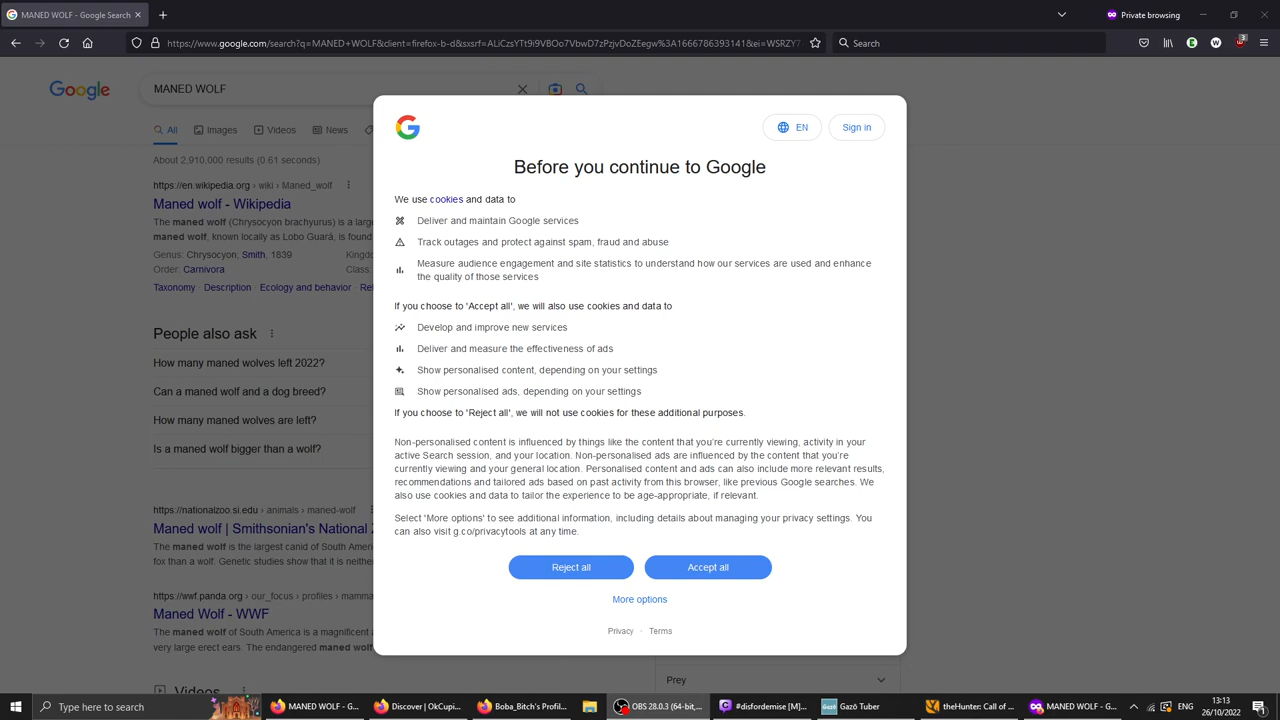 MANED WOLF - Google Search
Private browsing
https://www.google.com/search?q=MANED+WOLF&client=firefox-b-d&sxsrf=ALiCzsYTt9i9VBOo7VbwD7zPzjvDoZEegw%3A1666786393141&ei=WSRZY7
Search
3
Google
MANED WOLF
All
Images
Videos
News
About 2,910,000 results (0.61 seconds)
https://en.wikipedia.org › wiki › Maned_wolf
Maned wolf - Wikipedia
The maned wolf (Chrysocyon brachyurus) is a large
maned wolf, known locally as Lobo Guará, is found
Genus: Chrysocyon; Smith, 1839
Order: Carnivora
Class:
Taxonomy · Description · Ecology and behavior · Rel
People also ask
How many maned wolves left 2022?
Can a maned wolf and a dog breed?
How many maned wolves are left?
Is a maned wolf bigger than a wolf?
https://nationalzoo.si.edu › animals › maned-wolf
Maned wolf | Smithsonian's National Z
The maned wolf is the largest canid of South Ameri
fox than a wolf. Genetic studies show that it is neithe
https://wwf.panda.org › our_focus › profiles › mamma
Maned Wolf - WWF
The maned wolf of South America is a magnificent a
very large erect ears. The endangered maned wolf
Videos
EN
Sign in
Before you continue to Google
We use cookies and data to
Deliver and maintain Google services
Track outages and protect against spam, fraud and abuse
Measure audience engagement and site statistics to understand how our services are used and enhance
the quality of those services
If you choose to 'Accept all', we will also use cookies and data to
Develop and improve new services
Deliver and measure the effectiveness of ads
Show personalised content, depending on your settings
Show personalised ads, depending on your settings
If you choose to 'Reject all', we will not use cookies for these additional purposes.
Non-personalised content is influenced by things like the content that you're currently viewing, activity in your
active Search session, and your location. Non-personalised ads are influenced by the content that you're
currently viewing and your general location. Personalised content and ads can also include more relevant results,
recommendations and tailored ads based on past activity from this browser, like previous Google searches. We
also use cookies and data to tailor the experience to be age-appropriate, if relevant.
Select 'More options' to see additional information, including details about managing your privacy settings. You
can also visit g.co/privacytools at any time.
Reject all
Accept all
More options
Privacy · Terms
Prey
Type here to search
MANED WOLF - G...
Discover | OkCupi...
Boba_Bitch's Profil...
OBS 28.0.3 (64-bit,...
#disfordemise [M]...
Gazō
Gazō Tuber
theHunter: Call of ...
MANED WOLF - G...
ENG
13:13
26/10/2022